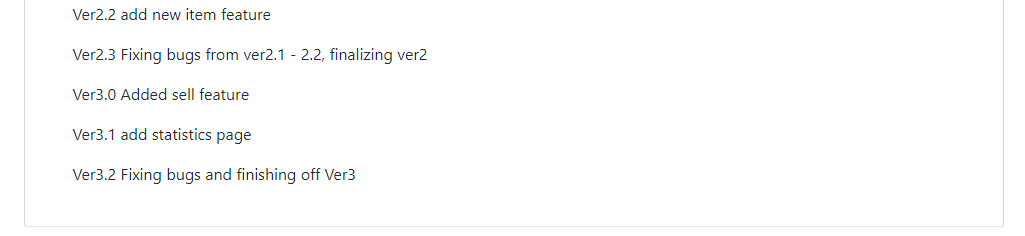 Ver2.2 add new item feature
Ver2.3 Fixing bugs from ver2.1 - 2.2, finalizing ver2
Ver3.0 Added sell feature
Ver3.1 add statistics page
Ver3.2 Fixing bugs and finishing off Ver3